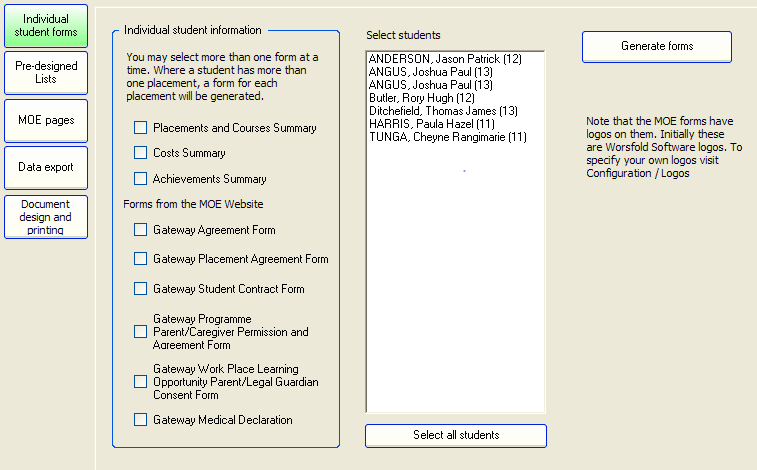 Individual
student forms
Pre-designed
Lists
MOE pages
Data export
Document
design and
printing
Individual student information
You may select more than one form at a
time. Where a student has more than
one placement, a form for each
placement will be generated.
Placements and Courses Summary
Costs Summary
Achievements Summary
Forms from the MOE Website
Gateway Agreement Form
Gateway Placement Agreement Form
Gateway Student Contract Form
Gateway Programme
Parent/Caregiver Permission and
Agreement Form
Gateway Work Place Learning
Opportunity Parent/Legal Guardian
Consent Form
Gateway Medical Declaration
Select students
ANDERSON, Jason Patrick (12)
ANGUS, Joshua Paul (13)
ANGUS, Joshua Paul (13)
Butler, Rory Hugh (12)
Ditchefield, Thomas James (13)
HARRIS, Paula Hazel (11)
TUNGA, Cheyne Rangimarie (11)
Select all students
Generate forms
Note that the MOE forms have
logos on them. Initially these
are Worsfold Software logos. To
specify your own logos visit
Configuration / Logos